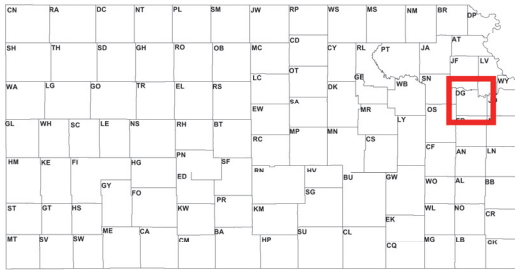 CN RA DC NT PL SM JW RP WS MS NM BR DP
CD AT
SH TH SD GH RO OB MC CY RL PT JA
JF LV
OT GE WY
LC SN
WA LG GO TR EL RS DK WB DG
SA
EW MR OS
GL WH SC LE NS RH BT LY
MP MN CS
RC CF
AN LN
PN
HM KE FI HG SF
RN HV
ED BU GW WO AL BB
GY SG
FO
PR
ST GT HS KW KM WL NO
CR
EK
ME CA BA SU CL
MT SV SW CM HP CQ MG LB CK